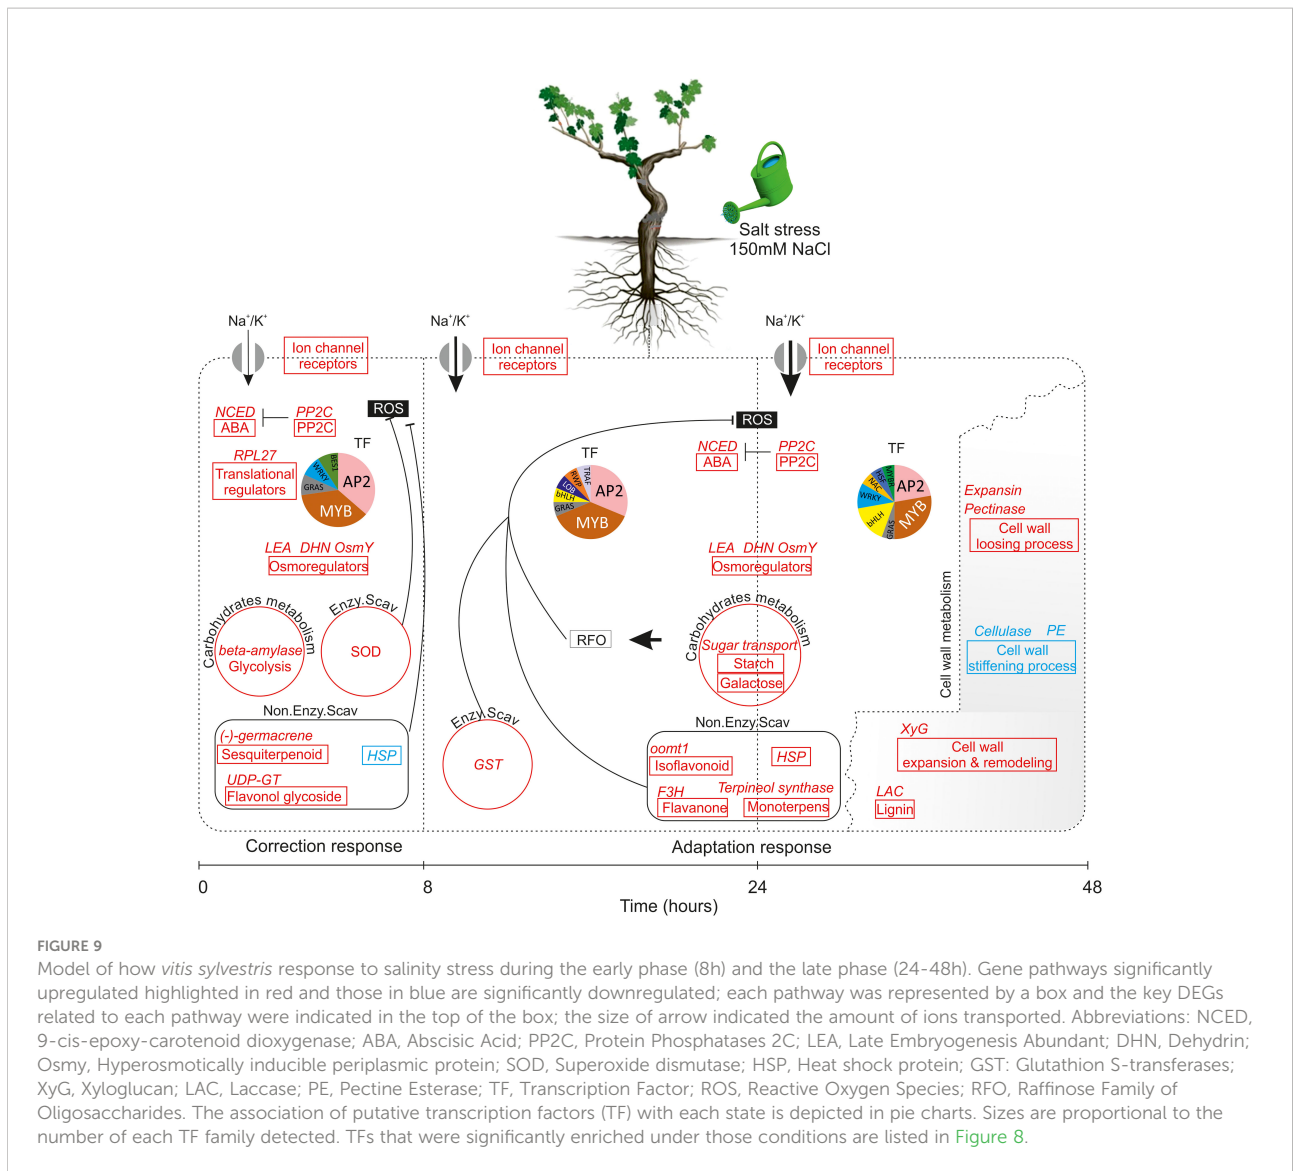 Salt stress
150mM NaCl
Na+/K+
Ion channel
receptors
Na+/K+
Ion channel
receptors
Na+/K+
Ion channel
receptors
NCED
ABA
PP2C
PP2C
ROS
RPL27
Translational
regulators
TF
BES1
WRKY
GRAS
AP2
MYB
LEA DHN OsmY
Osmoregulators
Carbohydrates metabolism
beta-amylase
Glycolysis
Enzy.Scav
SOD
Non.Enzy.Scav
(-)-germacrene
Sesquiterpenoid
HSP
UDP-GT
Flavonol glycoside
TF
TRAF
RWP
LOB
bHLH
GRAS
AP2
MYB
RFO
Enzy.Scav
GST
ROS
NCED
ABA
PP2C
PP2C
LEA DHN OsmY
Osmoregulators
Carbohydrates metabolism
Sugar transport
Starch
Galactose
Non.Enzy.Scav
oomt1
Isoflavonoid
HSP
F3H
Flavanone
Terpineol synthase
Monoterpens
TF
MYBR
HSF
NAC
WRKY
bHLH
GRAS
AP2
MYB
Cell wall metabolism
Expansin
Pectinase
Cell wall
loosing process
Cellulase PE
Cell wall
stiffening process
XyG
Cell wall
expansion & remodeling
LAC
Lignin
Correction response
Adaptation response
0
8
24
48
Time (hours)
FIGURE 9
Model of how vitis sylvestris response to salinity stress during the early phase (8h) and the late phase (24-48h). Gene pathways significantly
upregulated highlighted in red and those in blue are significantly downregulated; each pathway was represented by a box and the key DEGs
related to each pathway were indicated in the top of the box; the size of arrow indicated the amount of ions transported. Abbreviations: NCED,
9-cis-epoxy-carotenoid dioxygenase; ABA, Abscisic Acid; PP2C, Protein Phosphatases 2C; LEA, Late Embryogenesis Abundant; DHN, Dehydrin;
Osmy, Hyperosmotically inducible periplasmic protein; SOD, Superoxide dismutase; HSP, Heat shock protein; GST: Glutathion S-transferases;
XyG, Xyloglucan; LAC, Laccase; PE, Pectine Esterase; TF, Transcription Factor; ROS, Reactive Oxygen Species; RFO, Raffinose Family of
Oligosaccharides. The association of putative transcription factors (TF) with each state is depicted in pie charts. Sizes are proportional to the
number of each TF family detected. TFs that were significantly enriched under those conditions are listed in Figure 8.